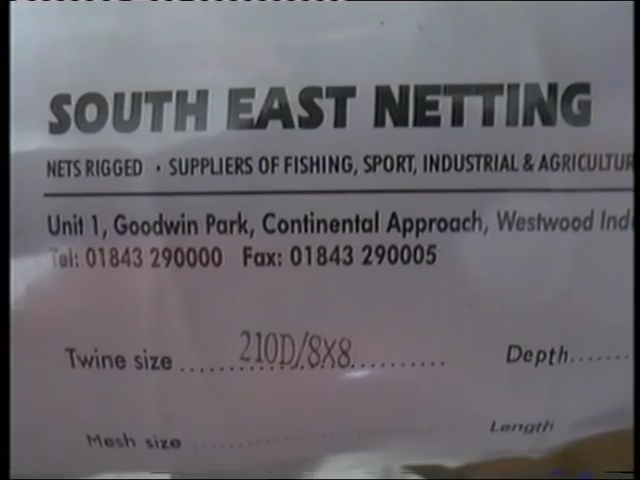 SOUTH EAST NETTING
NETS RIGGED · SUPPLIERS OF FISHING, SPORT, INDUSTRIAL & AGRICULTUR
Unit 1, Goodwin Park, Continental Approach, Westwood Ind
Tel: 01843 290000 Fax: 01843 290005
Twine size ...... 210D/8X8 .......... Depth.......
Mesh size .......................... Length